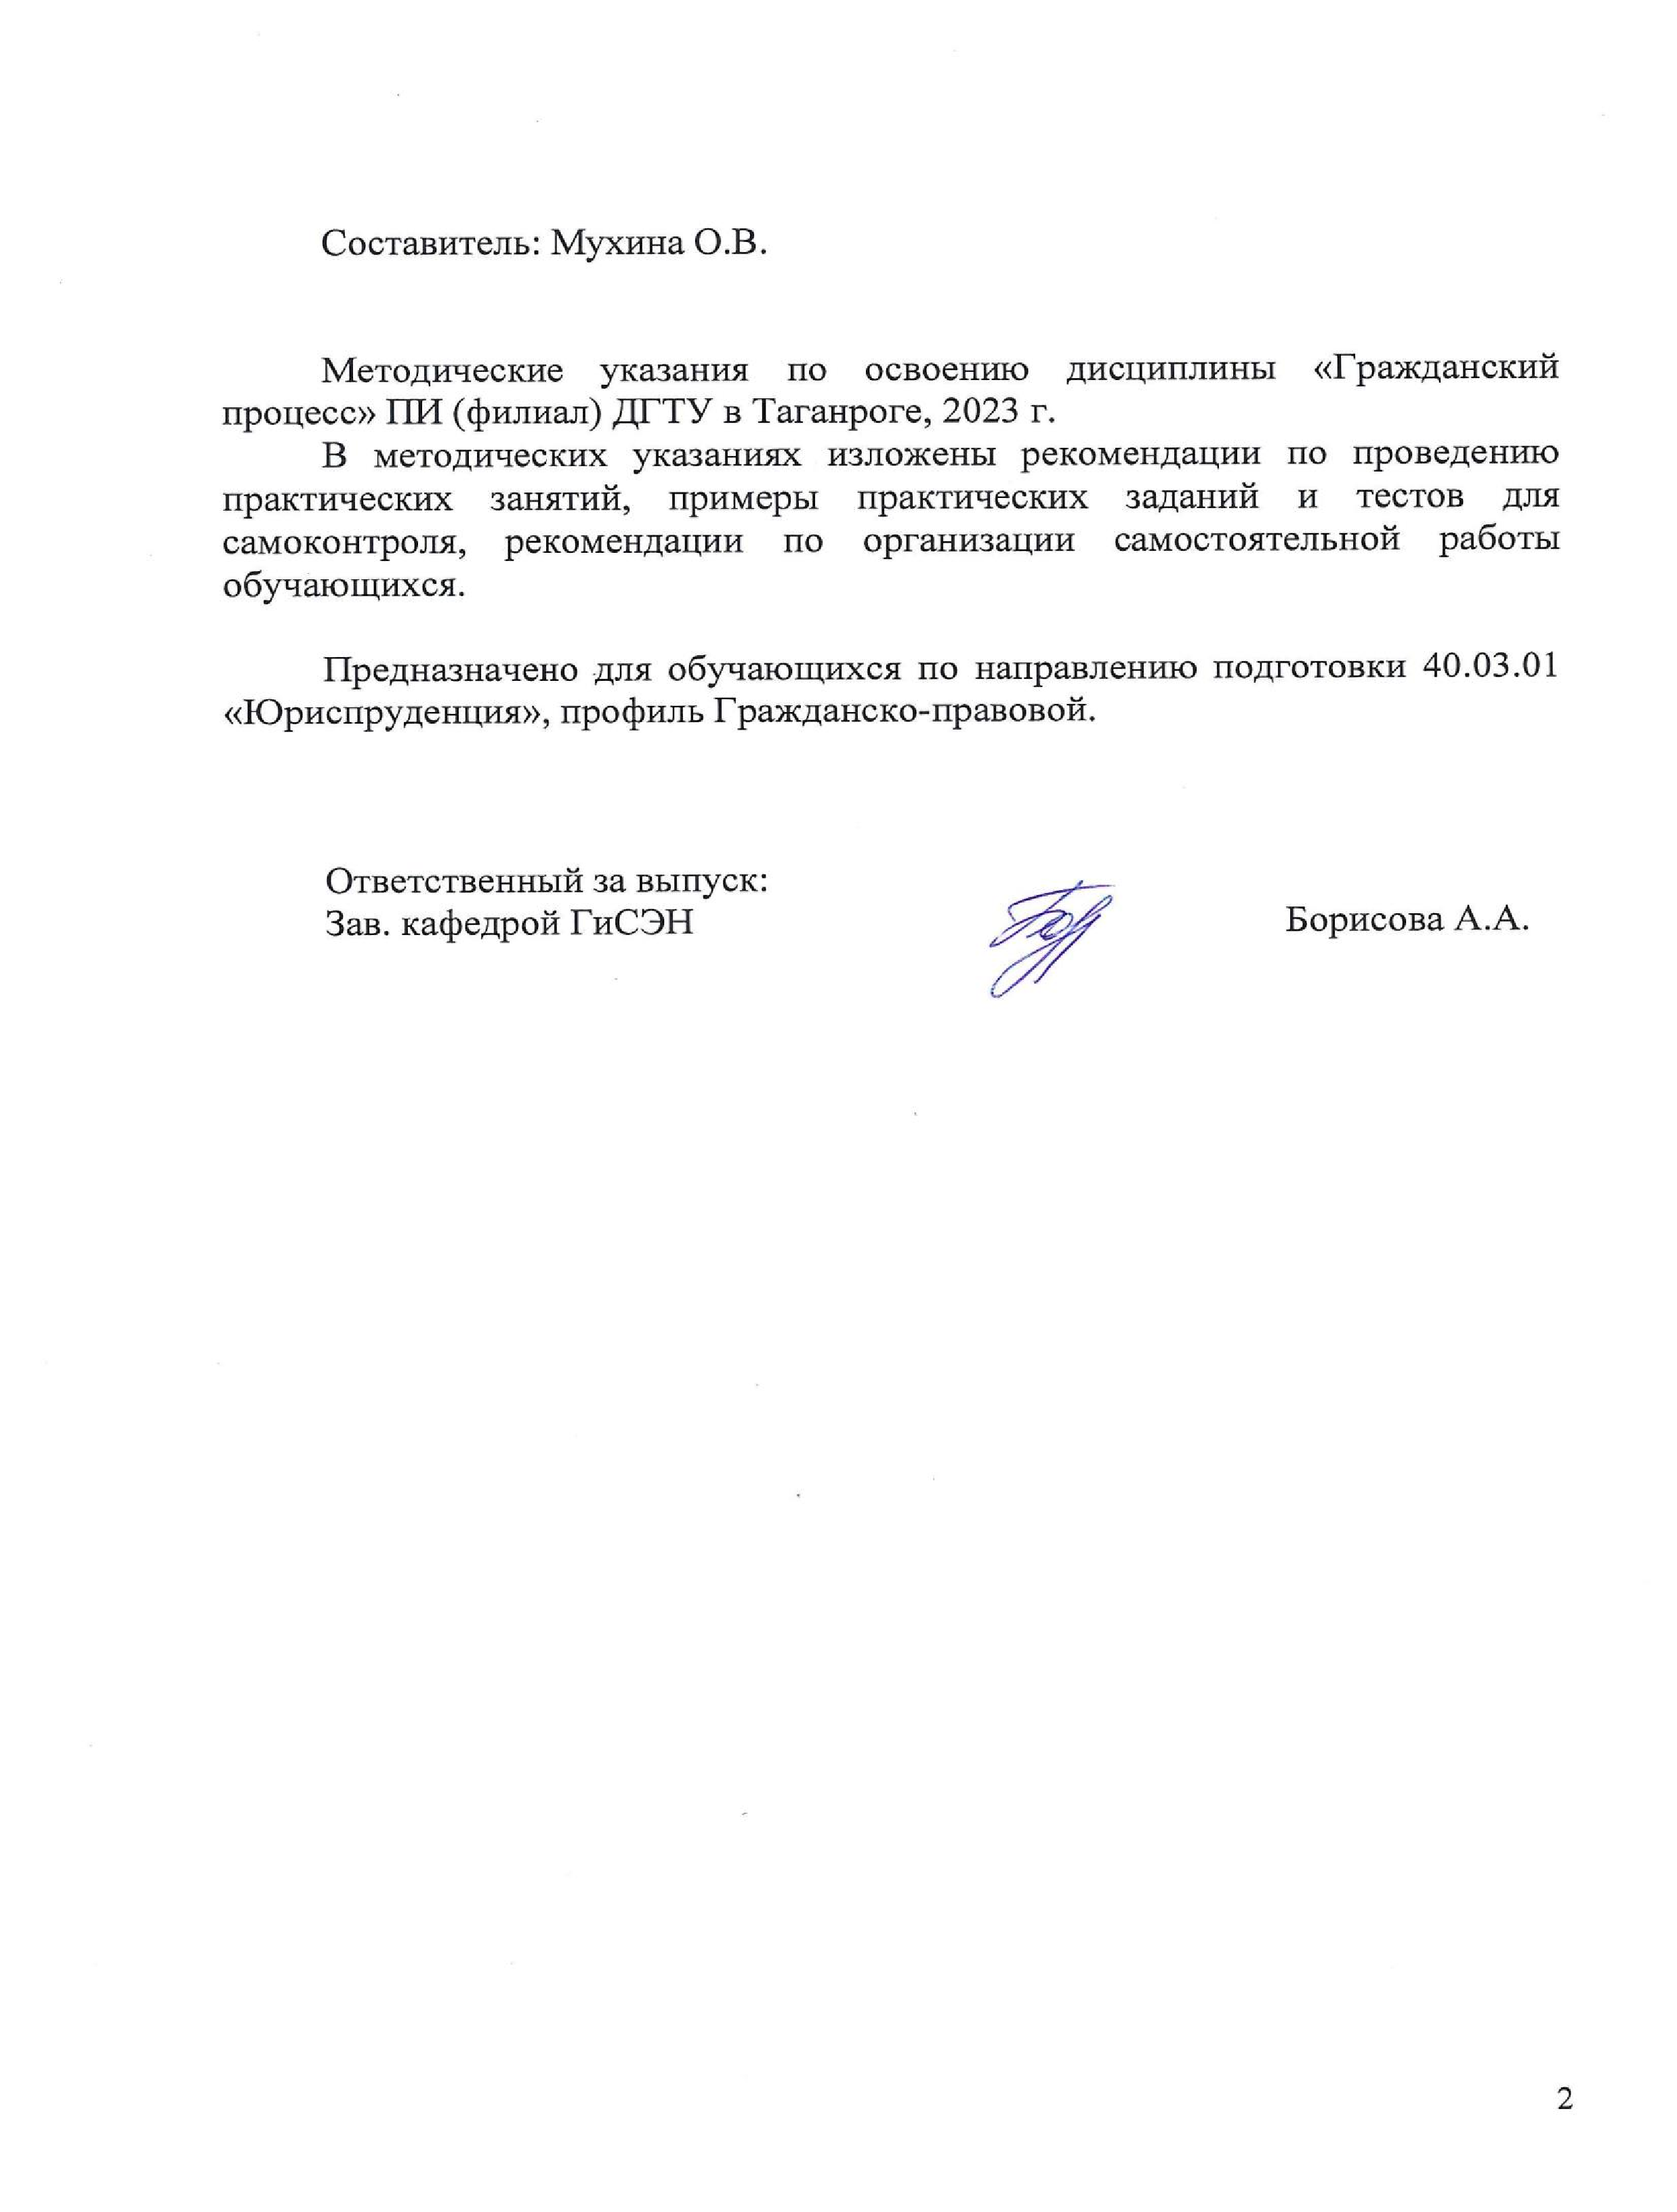 Составитель: Мухина О.В.
Методические указания по освоению дисциплины «Гражданский
процесс» ПИ (филиал) ДГТУ в Таганроге, 2023 г.
В методических указаниях изложены рекомендации по проведению
практических занятий, примеры практических заданий и тестов для
самоконтроля, рекомендации по организации самостоятельной работы
обучающихся.
Предназначено для обучающихся по направлению подготовки 40.03.01
«Юриспруденция», профиль Гражданско-правовой.
Ответственный за выпуск:
Зав. кафедрой ГиСЭН Борисова А.А.
2